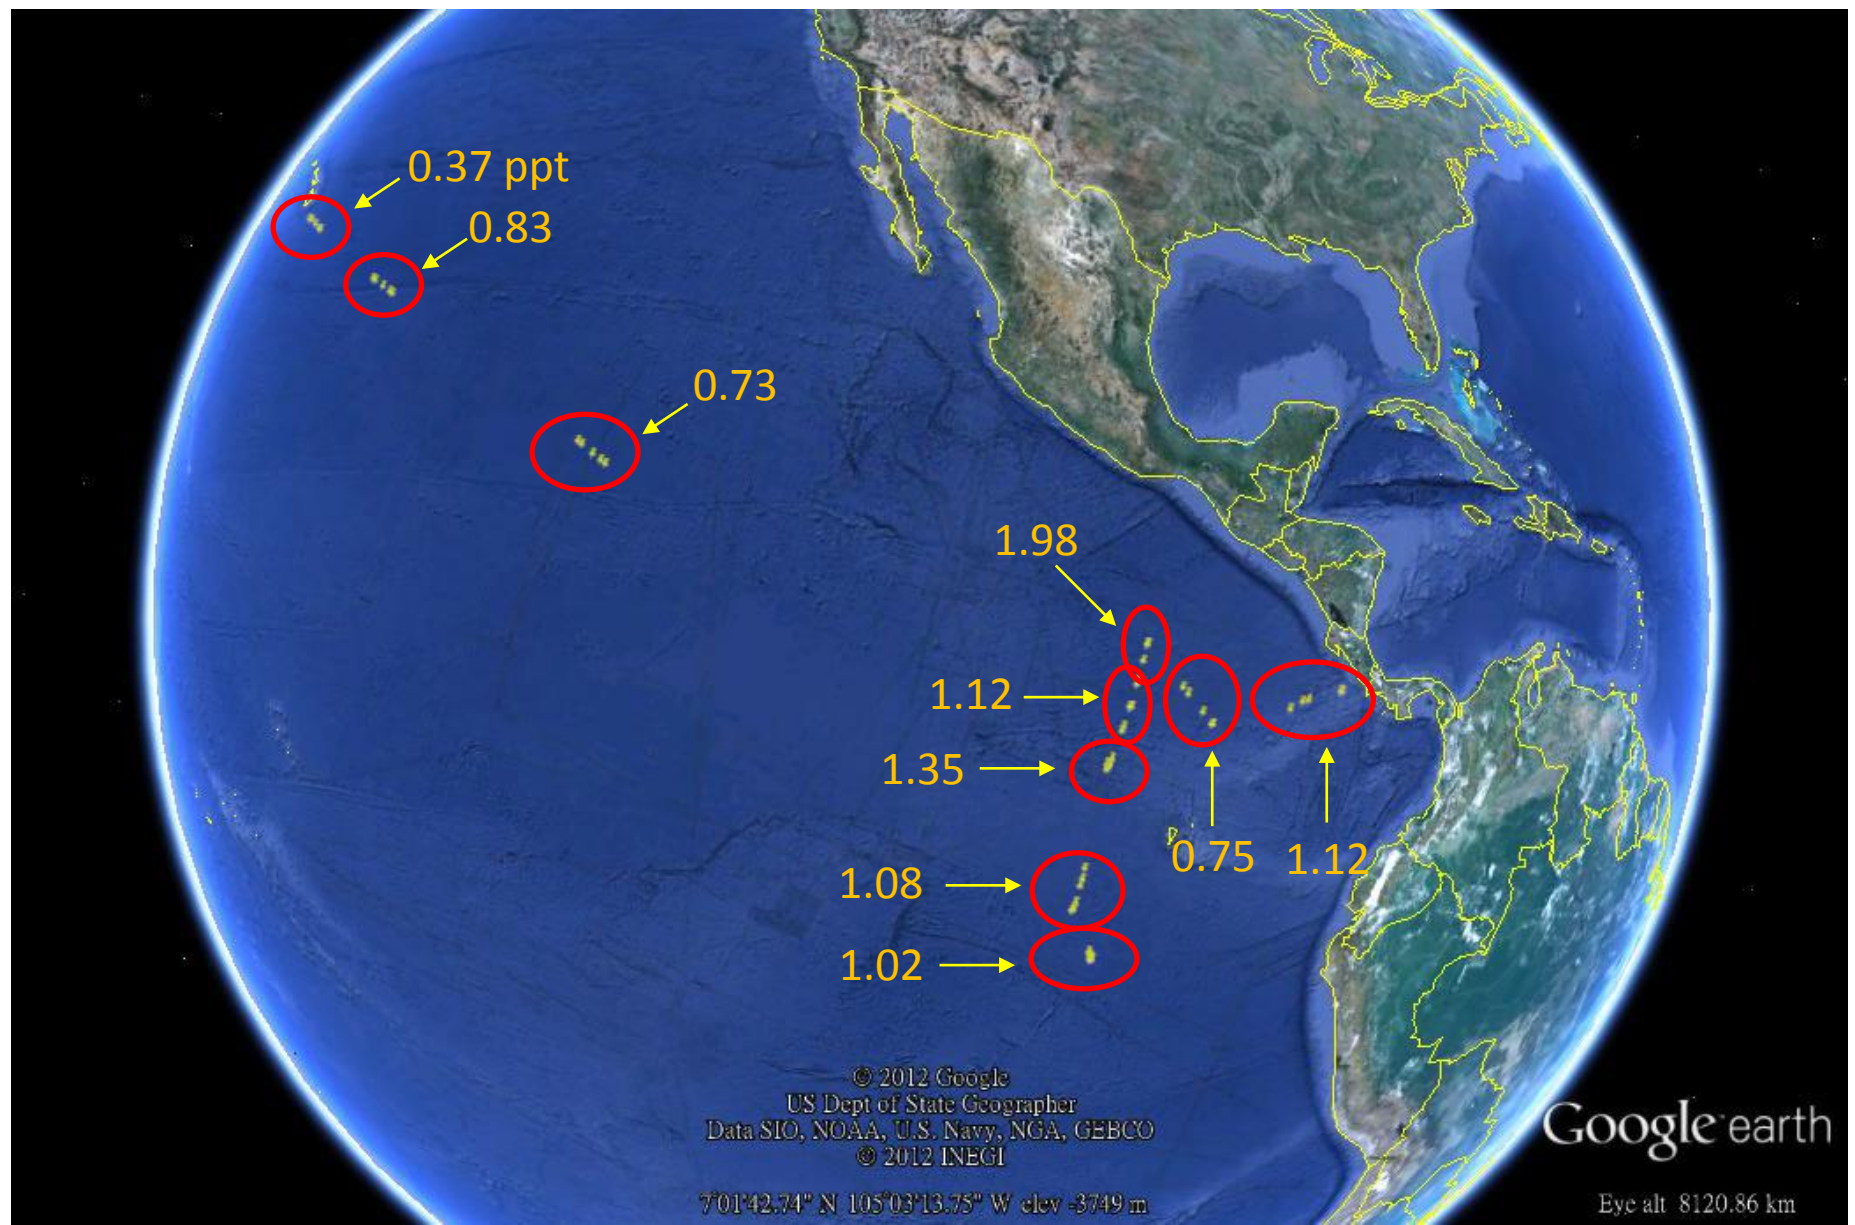 0.37 ppt
0.83
0.73
1.98
1.12
1.35
0.75
1.12
1.08
1.02
© 2012 Google
US Dept of State Geographer
Data SIO, NOAA, U.S. Navy, NGA, GEBCO
© 2012 INEGI
Google earth
7°01'42.74" N 105°03'13.75" W elev -3749 m
Eye alt 8120.86 km